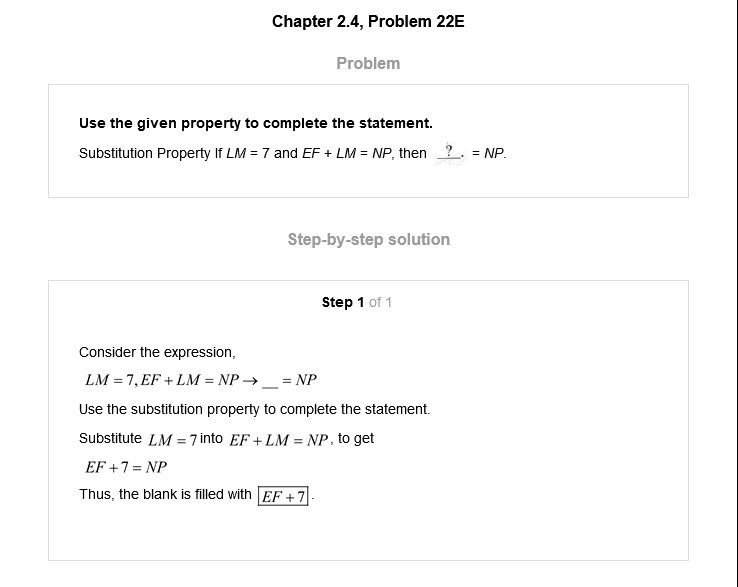 Chapter 2.4, Problem 22E
Problem
Use the given property to complete the statement.
Substitution Property If LM = 7 and EF + LM = NP, then ?. = NP.
Step-by-step solution
Step 1 of 1
Consider the expression,
LM = 7, EF + LM = NP → __ = NP
Use the substitution property to complete the statement.
Substitute LM = 7 into EF + LM = NP, to get
EF + 7 = NP
Thus, the blank is filled with EF + 7.